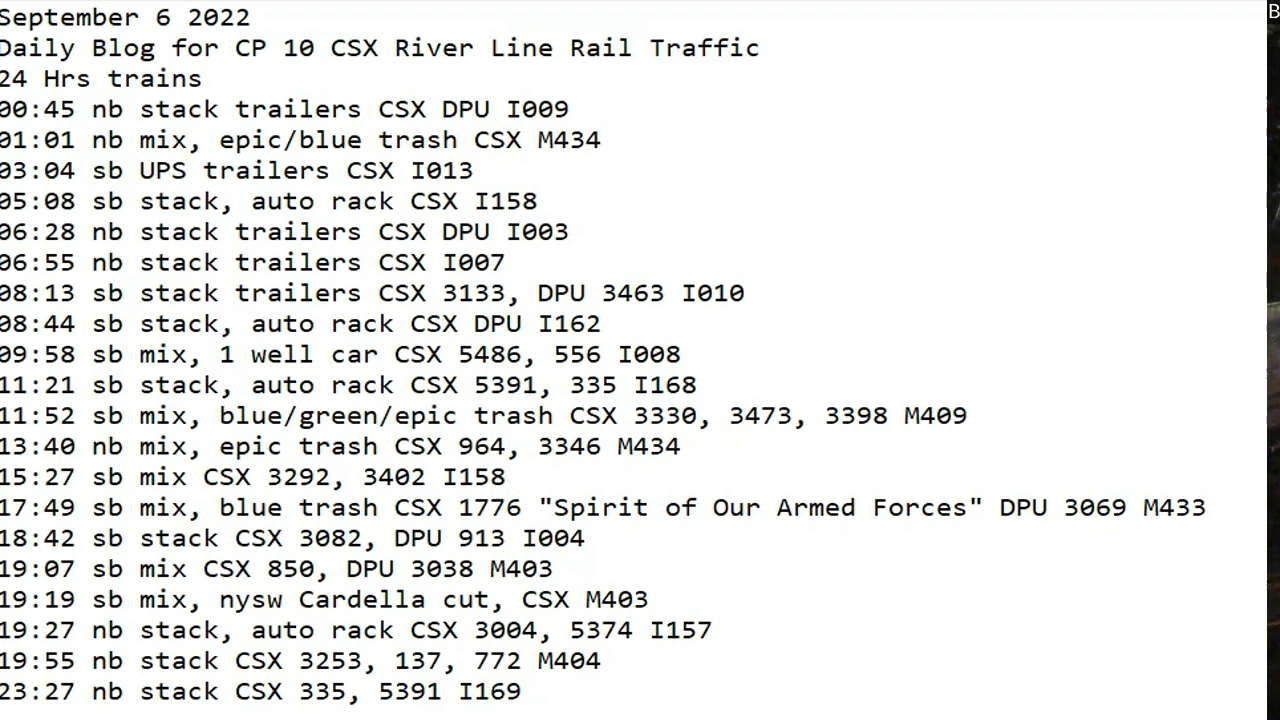 September 6 2022
Daily Blog for CP 10 CSX River Line Rail Traffic
24 Hrs trains
00:45 nb stack trailers CSX DPU I009
01:01 nb mix, epic/blue trash CSX M434
03:04 sb UPS trailers CSX I013
05:08 sb stack, auto rack CSX I158
06:28 nb stack trailers CSX DPU I003
06:55 nb stack trailers CSX I007
08:13 sb stack trailers CSX 3133, DPU 3463 I010
08:44 sb stack, auto rack CSX DPU I162
09:58 sb mix, 1 well car CSX 5486, 556 I008
11:21 sb stack, auto rack CSX 5391, 335 I168
11:52 sb mix, blue/green/epic trash CSX 3330, 3473, 3398 M409
13:40 nb mix, epic trash CSX 964, 3346 M434
15:27 sb mix CSX 3292, 3402 I158
17:49 sb mix, blue trash CSX 1776 "Spirit of Our Armed Forces" DPU 3069 M433
18:42 sb stack CSX 3082, DPU 913 I004
19:07 sb mix CSX 850, DPU 3038 M403
19:19 sb mix, nysw Cardella cut, CSX M403
19:27 nb stack, auto rack CSX 3004, 5374 I157
19:55 nb stack CSX 3253, 137, 772 M404
23:27 nb stack CSX 335, 5391 I169